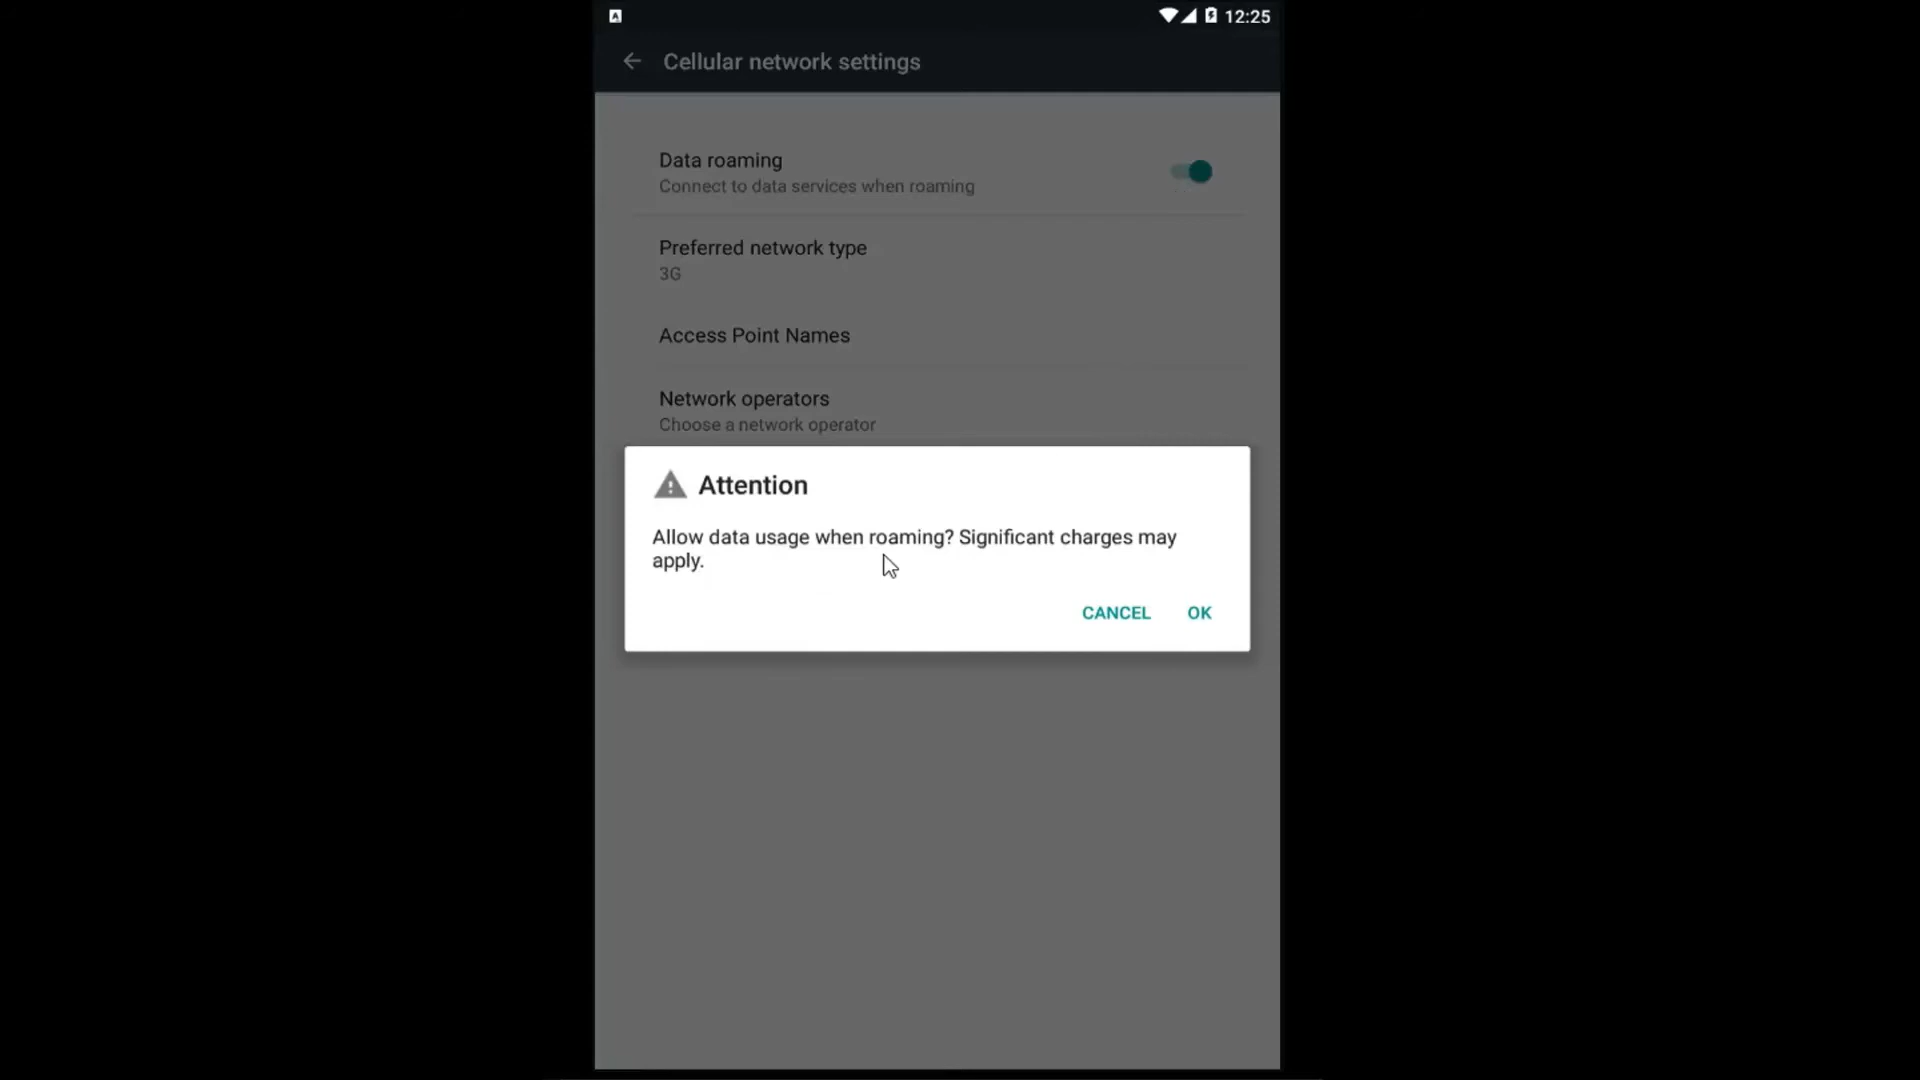 12:25
Cellular network settings
Data roaming
Connect to data services when roaming
Preferred network type
3G
Access Point Names
Network operators
Choose a network operator
Attention
Allow data usage when roaming? Significant charges may
apply.
CANCEL OK